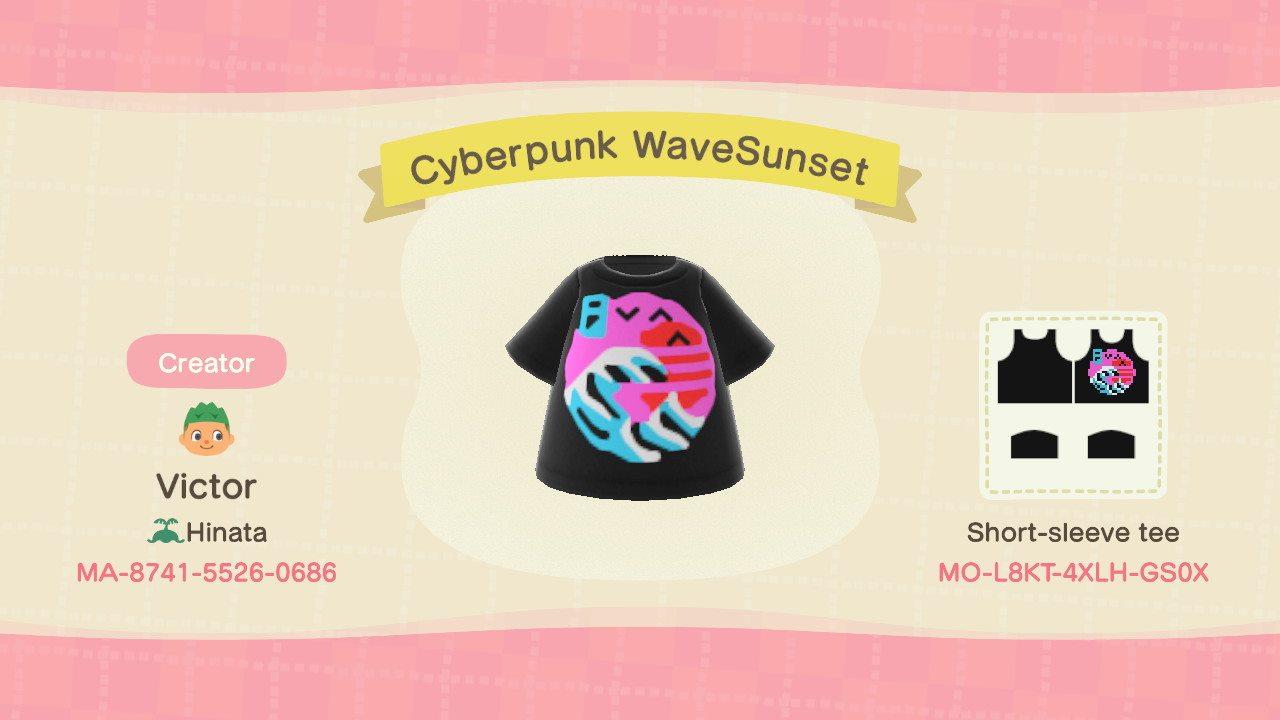 Cyberpunk WaveSunset
Creator
Victor
Hinata
MA-8741-5526-0686
Short-sleeve tee
MO-L8KT-4XLH-GS0X